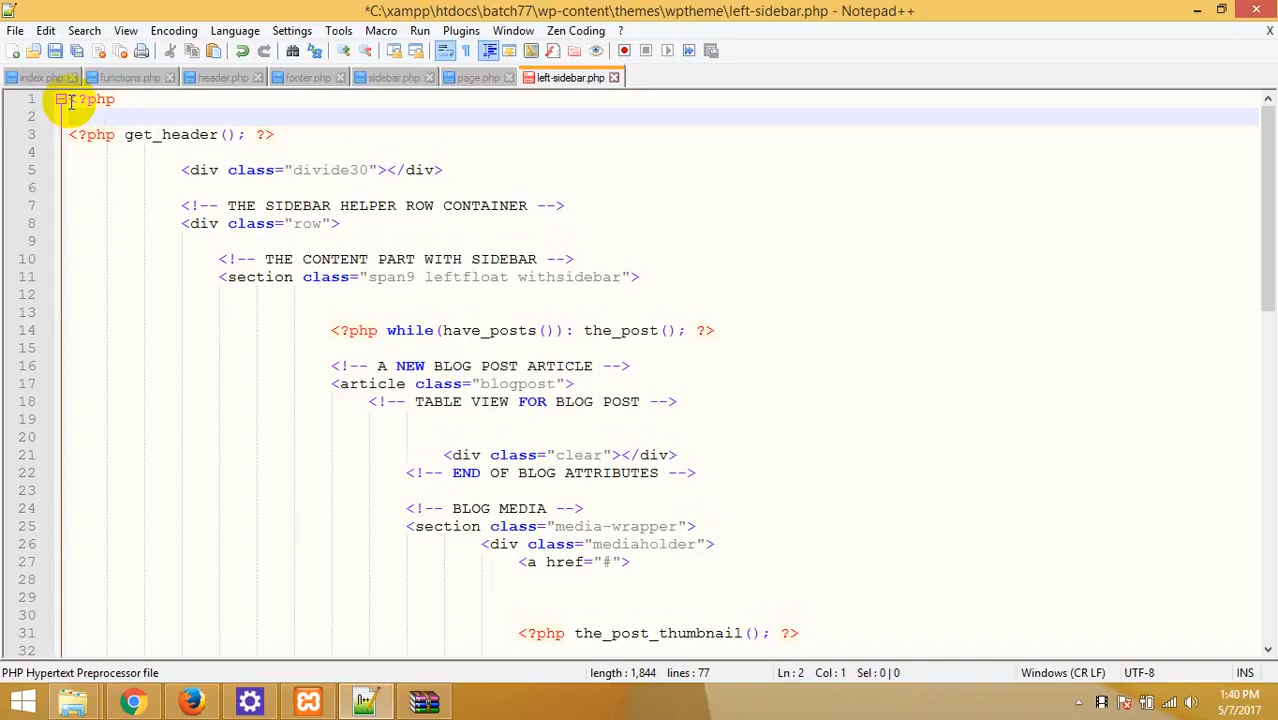 *C:\xampp\htdocs\batch77\wp-content\themes\wptheme\left-sidebar.php - Notepad++
File Edit Search View Encoding Language Settings Tools Macro Run Plugins Window Zen Coding ? X
index.php functions.php header.php footer.php sidebar.php page.php left-sidebar.php
1 <?php
2
3 <?php get_header(); ?>
4
5 <div class="divide30"></div>
6
7 <!-- THE SIDEBAR HELPER ROW CONTAINER -->
8 <div class="row">
9
10 <!-- THE CONTENT PART WITH SIDEBAR -->
11 <section class="span9 leftfloat withsidebar">
12
13
14 <?php while(have_posts()): the_post(); ?>
15
16 <!-- A NEW BLOG POST ARTICLE -->
17 <article class="blogpost">
18 <!-- TABLE VIEW FOR BLOG POST -->
19
20
21 <div class="clear"></div>
22 <!-- END OF BLOG ATTRIBUTES -->
23
24 <!-- BLOG MEDIA -->
25 <section class="media-wrapper">
26 <div class="mediaholder">
27 <a href="#">
28
29
30
31 <?php the_post_thumbnail(); ?>
32
PHP Hypertext Preprocessor file length : 1,844 lines : 77 Ln : 2 Col : 1 Sel : 0 | 0 Windows (CR LF) UTF-8 INS
1:40 PM
5/7/2017